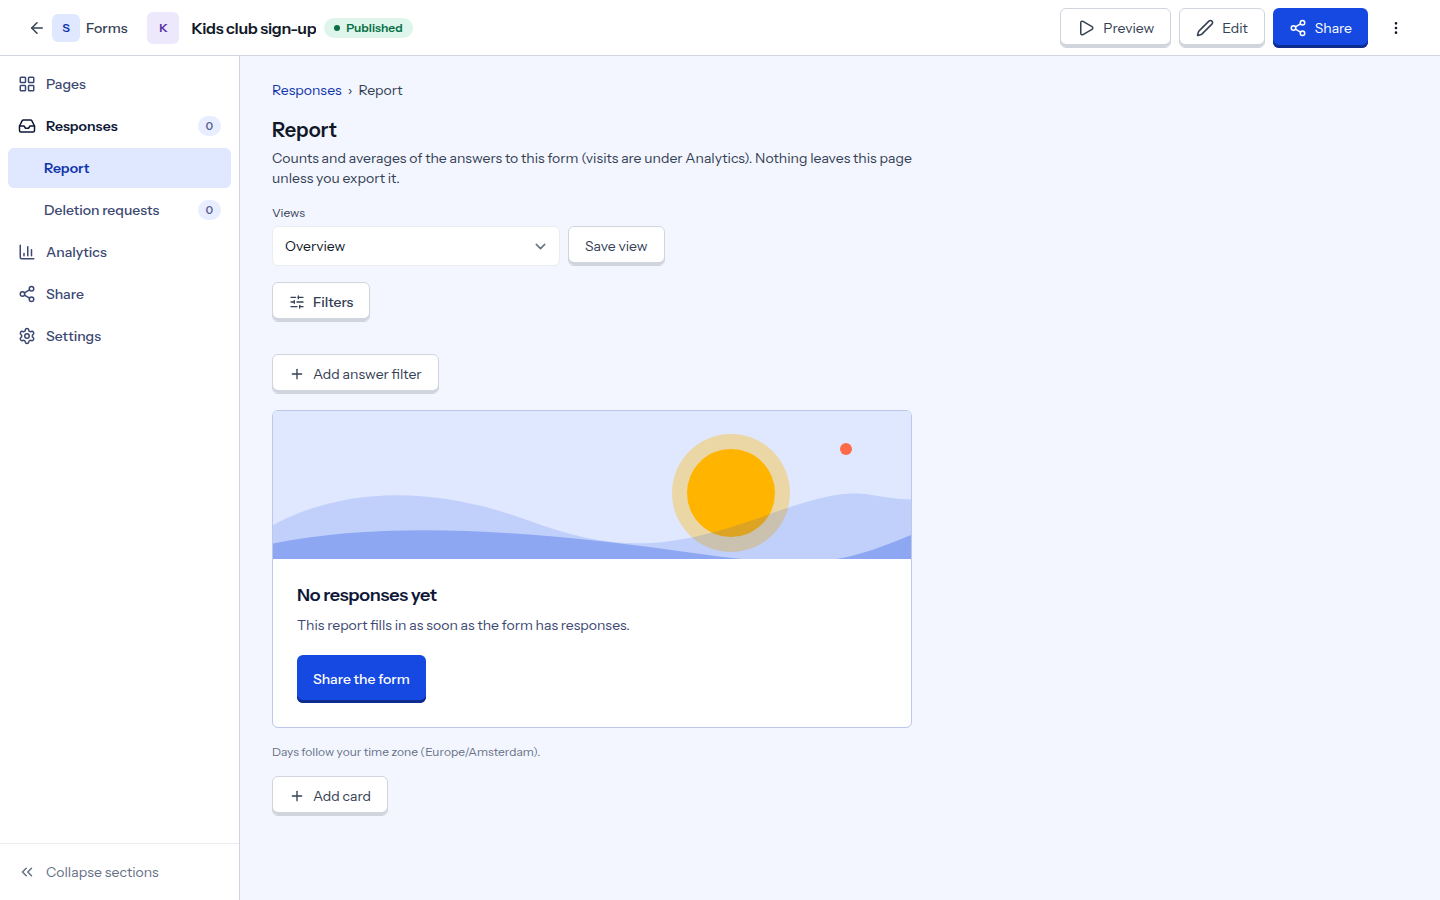 S Forms K Kids club sign-up Published Preview Edit Share
Pages
Responses 0
Report
Deletion requests 0
Analytics
Share
Settings
Collapse sections
Responses › Report
Report
Counts and averages of the answers to this form (visits are under Analytics). Nothing leaves this page
unless you export it.
Views
Overview Save view
Filters
Add answer filter
No responses yet
This report fills in as soon as the form has responses.
Share the form
Days follow your time zone (Europe/Amsterdam).
Add card